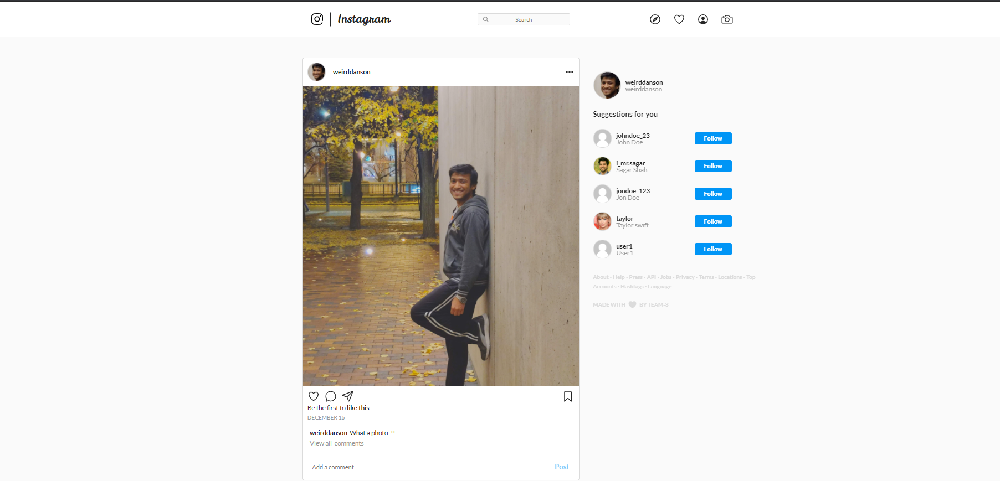 Instagram
Search
weirddanson
weirddanson
weirddanson
Suggestions for you
johndoe_23
John Doe
Follow
i_mr.sagar
Sagar Shah
Follow
jondoe_123
Jon Doe
Follow
taylor
Taylor swift
Follow
user1
User1
Follow
About - Help - Press - API - Jobs - Privacy - Terms - Locations - Top
Accounts - Hashtags - Language
MADE WITH BY TEAM-8
Be the first to like this
DECEMBER 16
weirddanson What a photo..!!
View all comments
Add a comment...
Post